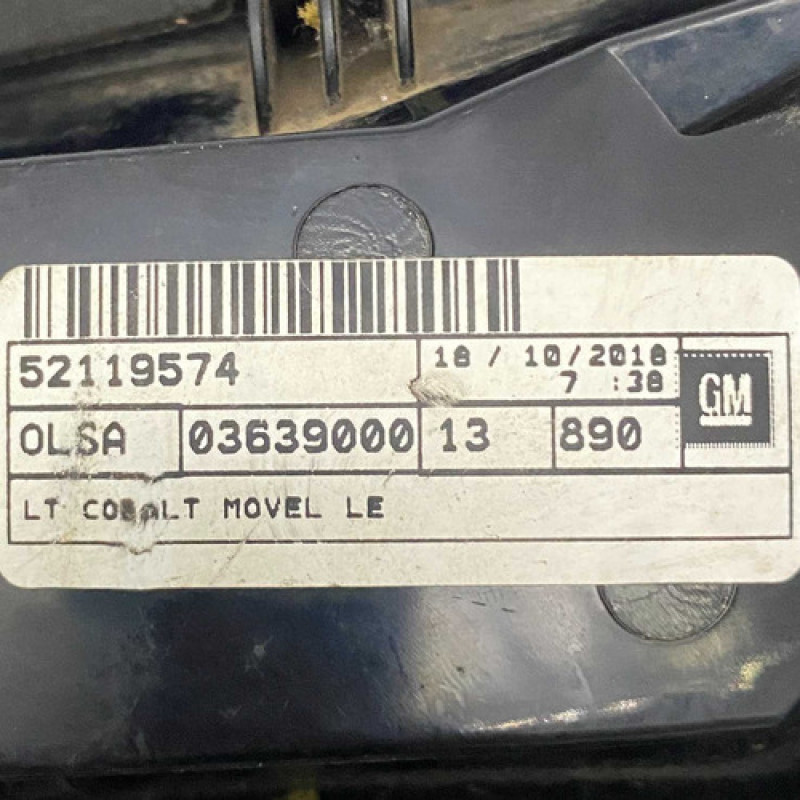 52119574
18 / 10/2018
7 :38
GM
OLSA 03639000 13 890
LT COBALT MOVEL LE